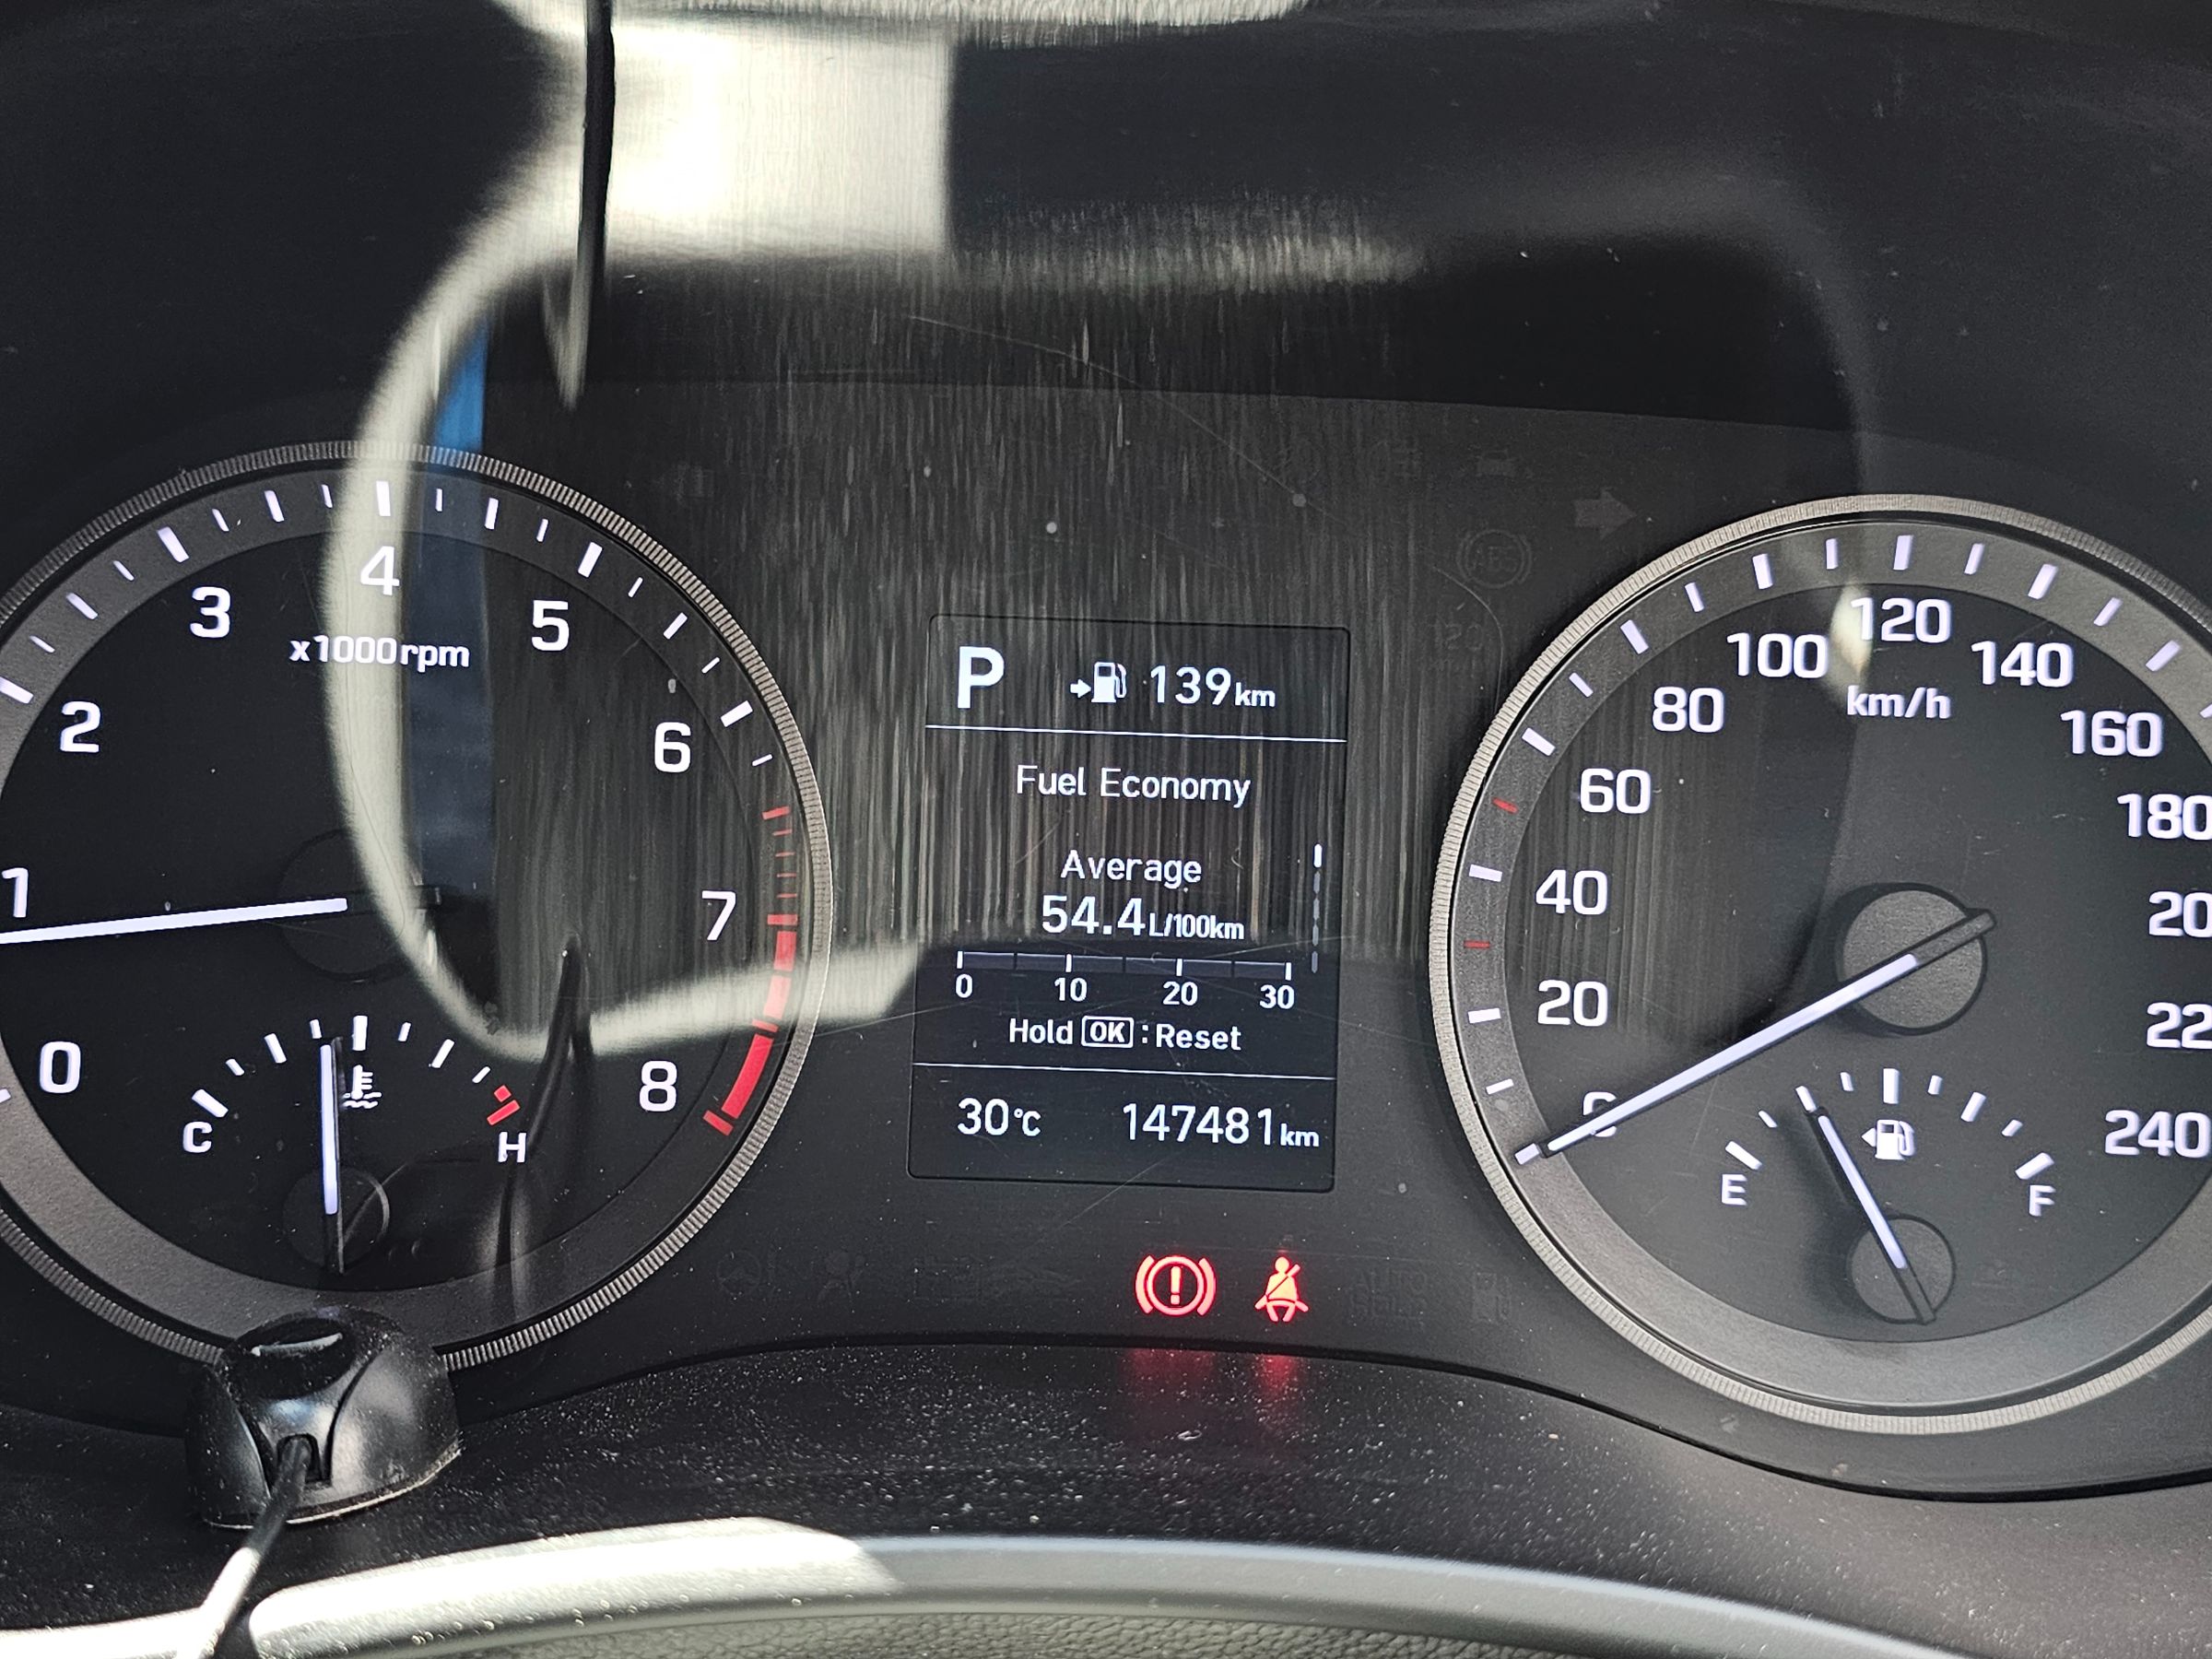 4
3
5
x1000rpm
2
6
1
7
0
8
C
H
P 139km
Fuel Economy
Average
54.4L/100km
0 10 20 30
Hold OK : Reset
30°C 147481km
120
100
140
km/h
80
160
60
180
40
20
240
E
F
ABS